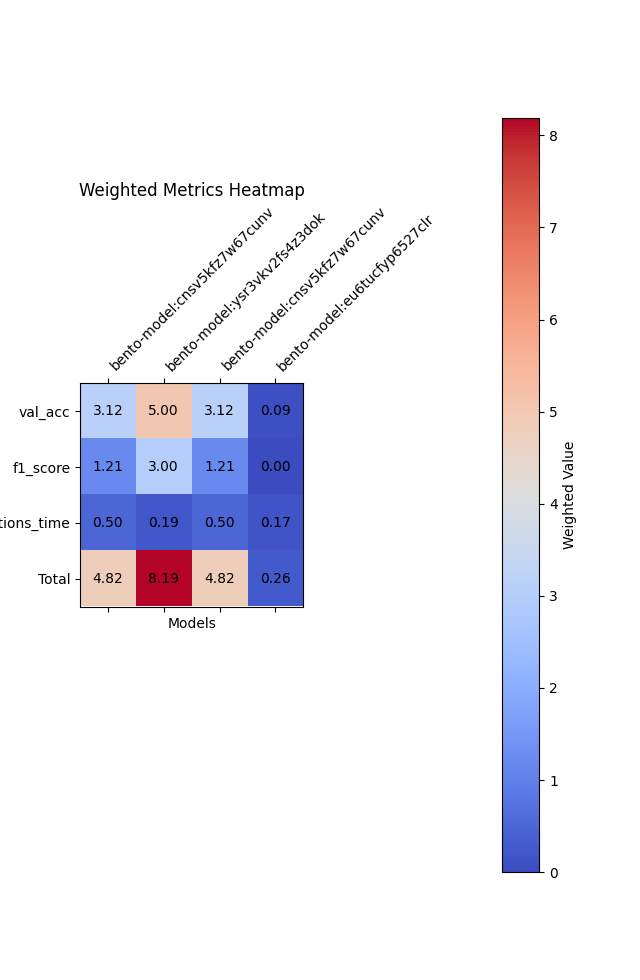 Weighted Metrics Heatmap
bento-model:cnsv5kfz7w67cunv
bento-model:ysr3vkv2fs4z3dok
bento-model:cnsv5kfz7w67cunv
bento-model:eu6tucfyp6527clr
val_acc 3.12 5.00 3.12 0.09
f1_score 1.21 3.00 1.21 0.00
tions_time 0.50 0.19 0.50 0.17
Total 4.82 8.19 4.82 0.26
Models
8
7
6
5
4
3
2
1
0
Weighted Value